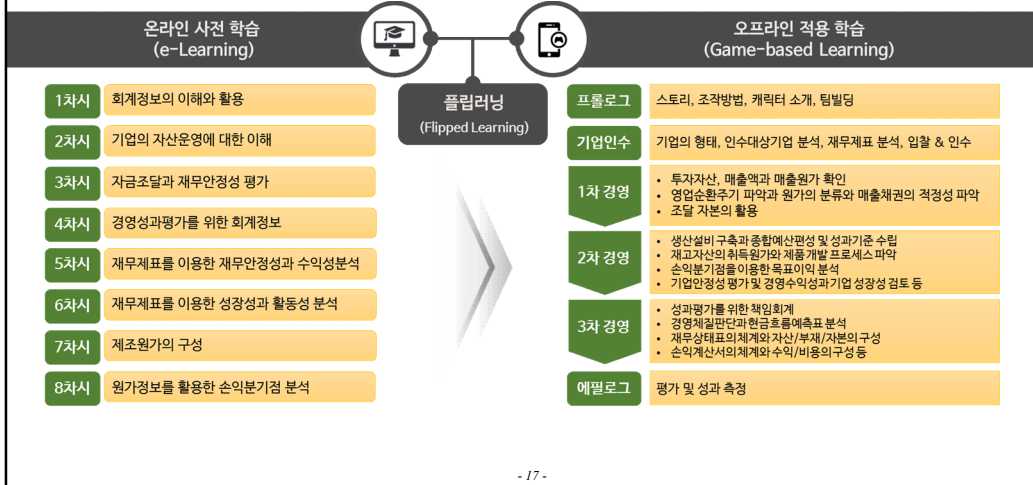 온라인 사전 학습
(e-Learning)
오프라인 적용 학습
(Game-based Learning)
플립러닝
(Flipped Learning)
1차시 회계정보의 이해와 활용
2차시 기업의 자산운영에 대한 이해
3차시 자금조달과 재무안정성 평가
4차시 경영성과평가를 위한 회계정보
5차시 재무제표를 이용한 재무안정성과 수익성분석
6차시 재무제표를 이용한 성장성과 활동성 분석
7차시 제조원가의 구성
8차시 원가정보를 활용한 손익분기점 분석
프롤로그 스토리, 조작방법, 캐릭터 소개, 팀빌딩
기업인수 기업의 형태, 인수대상기업 분석, 재무제표 분석, 입찰 & 인수
1차 경영
• 투자자산, 매출액과 매출원가 확인
• 영업순환주기 파악과 원가의 분류와 매출채권의 적정성 파악
• 조달 자본의 활용
2차 경영
• 생산설비 구축과 종합예산편성 및 성과기준 수립
• 재고자산의 취득원가와 제품개발 프로세스 파악
• 손익분기점을 이용한 목표이익 분석
• 기업안정성 평가 및 경영수익성과 기업 성장성 검토 등
3차 경영
• 성과평가를 위한 책임회계
• 경영체질판단과 현금흐름예측표 분석
• 재무상태표의 체계와 자산/부재/자본의 구성
• 손익계산서의 체계와 수익/비용의 구성 등
에필로그 평가 및 성과 측정
- 17 -